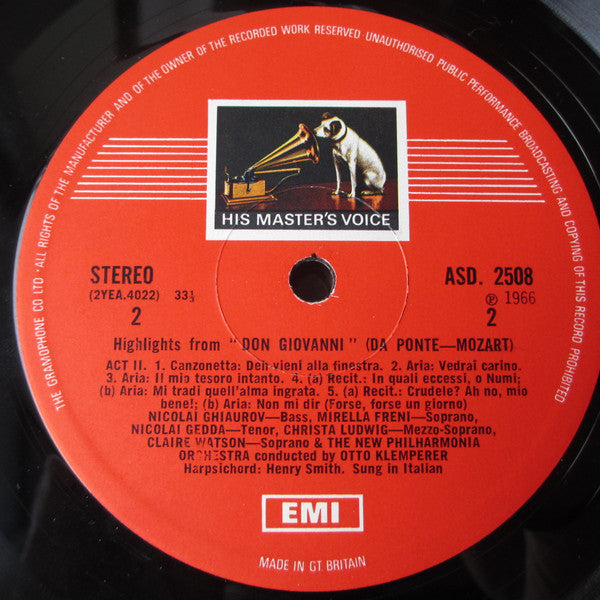 THE GRAMOPHONE CO LTD · ALL RIGHTS OF THE MANUFACTURER AND OF THE OWNER OF THE RECORDED WORK RESERVED UNAUTHORISED PUBLIC PERFORMANCE BROADCASTING AND COPYING OF THIS RECORD PROHIBITED
HIS MASTER'S VOICE
STEREO ASD. 2508
(2YEA.4022) 33⅓ ℗ 1966
2 2
Highlights from "DON GIOVANNI" (DA PONTE—MOZART)
ACT II. 1. Canzonetta: Deh vieni alla finestra. 2. Aria: Vedrai carino.
3. Aria: Il mio tesoro intanto. 4. (a) Recit.: In quali eccessi, o Numi;
(b) Aria: Mi tradi quell'alma ingrata. 5. (a) Recit.: Crudele? Ah no, mio
bene!; (b) Aria: Non mi dir (Forse, forse un giorno)
NICOLAI GHIAUROV—Bass, MIRELLA FRENI—Soprano,
NICOLAI GEDDA—Tenor, CHRISTA LUDWIG—Mezzo-Soprano,
CLAIRE WATSON—Soprano & THE NEW PHILHARMONIA
ORCHESTRA conducted by OTTO KLEMPERER
Harpsichord: Henry Smith. Sung in Italian
EMI
MADE IN GT BRITAIN